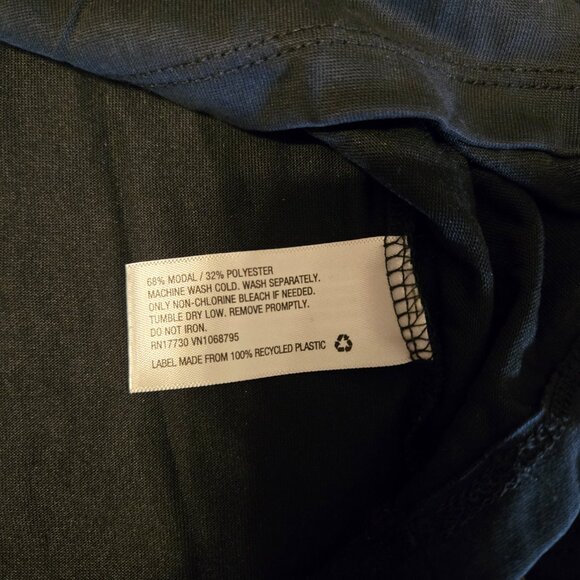 68% MODAL / 32% POLYESTER
MACHINE WASH COLD. WASH SEPARATELY.
ONLY NON-CHLORINE BLEACH IF NEEDED.
TUMBLE DRY LOW. REMOVE PROMPTLY.
DO NOT IRON.
RN17730 VN1068795
LABEL MADE FROM 100% RECYCLED PLASTIC